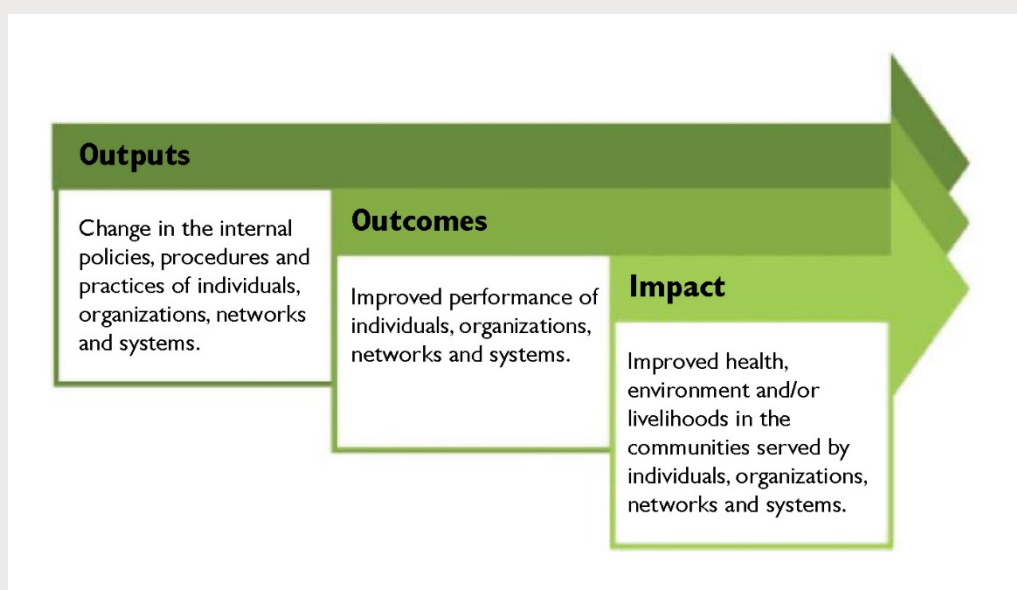 Outputs
Change in the internal
policies, procedures and
practices of individuals,
organizations, networks
and systems.
Outcomes
Improved performance of
individuals, organizations,
networks and systems.
Impact
Improved health,
environment and/or
livelihoods in the
communities served by
individuals, organizations,
networks and systems.